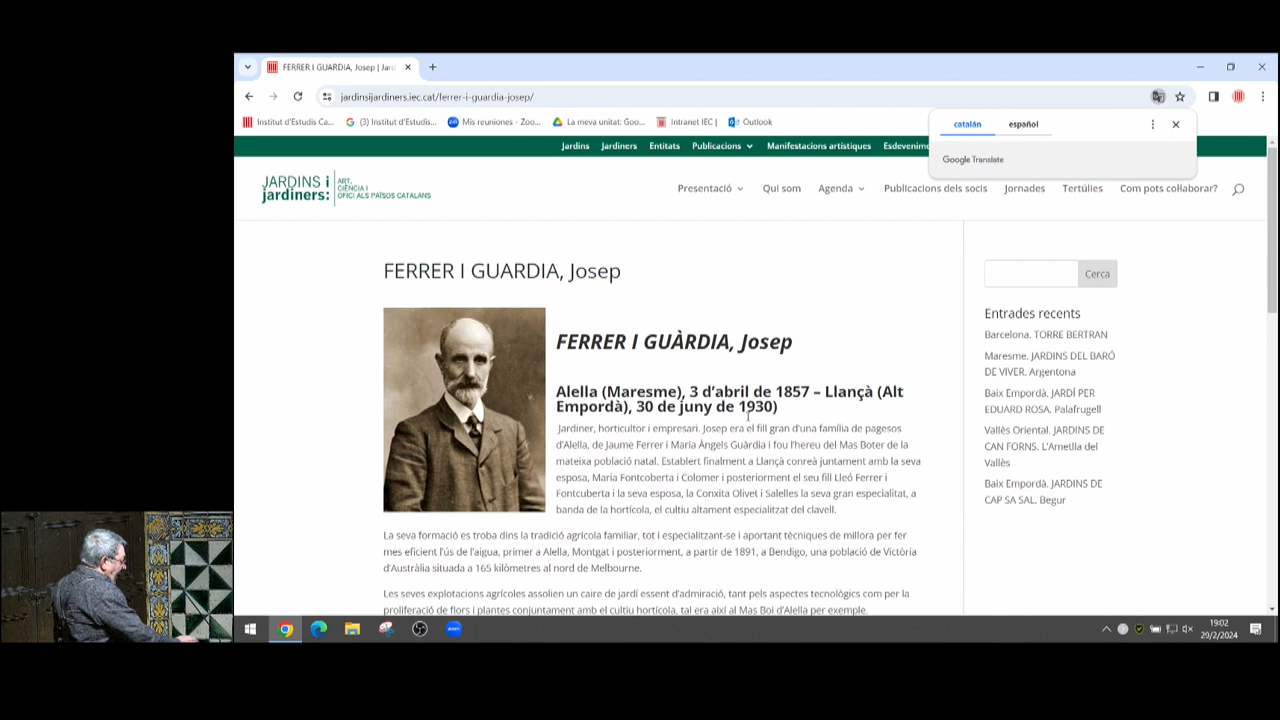 FERRER I GUARDIA, Josep | Jard
jardinsijardiners.iec.cat/ferrer-i-guardia-josep/
Institut d'Estudis Ca...
(3) Institut d'Estudis...
Mis reuniones - Zoo...
La meva unitat: Goo...
Intranet IEC |
Outlook
catalán
español
Google Translate
Jardins
Jardiners
Entitats
Publicacions
Manifestacions artístiques
Esdevenime
JARDINS i
jardiners:
ART,
CIÈNCIA I
OFICI ALS PAÏSOS CATALANS
Presentació
Qui som
Agenda
Publicacions dels socis
Jornades
Tertúlies
Com pots col·laborar?
FERRER I GUARDIA, Josep
FERRER I GUÀRDIA, Josep
Alella (Maresme), 3 d'abril de 1857 – Llançà (Alt
Empordà), 30 de juny de 1930)
Jardiner, horticultor i empresari. Josep era el fill gran d'una família de pagesos
d'Alella, de Jaume Ferrer i Maria Àngels Guàrdia i fou l'hereu del Mas Boter de la
mateixa població natal. Establert finalment a Llançà conreà juntament amb la seva
esposa, Maria Fontcoberta i Colomer i posteriorment el seu fill Lleó Ferrer i
Fontcuberta i la seva esposa, la Conxita Olivet i Salelles la seva gran especialitat, a
banda de la hortícola, el cultiu altament especialitzat del clavell.
La seva formació es troba dins la tradició agrícola familiar, tot i especialitzant-se i aportant tècniques de millora per fer
mes eficient l'ús de l'aigua, primer a Alella, Montgat i posteriorment, a partir de 1891, a Bendigo, una població de Victòria
d'Austràlia situada a 165 kilòmetres al nord de Melbourne.
Les seves explotacions agrícoles assolien un caire de jardí essent d'admiració, tant pels aspectes tecnològics com per la
proliferació de flors i plantes conjuntament amb el cultiu hortícola, tal era així al Mas Boi d'Alella per exemple.
Cerca
Entrades recents
Barcelona. TORRE BERTRAN
Maresme. JARDINS DEL BARÓ
DE VIVER. Argentona
Baix Empordà. JARDÍ PER
EDUARD ROSA. Palafrugell
Vallès Oriental. JARDINS DE
CAN FORNS. L'Ametlla del
Vallès
Baix Empordà. JARDINS DE
CAP SA SAL. Begur
zoom
19:02
29/2/2024